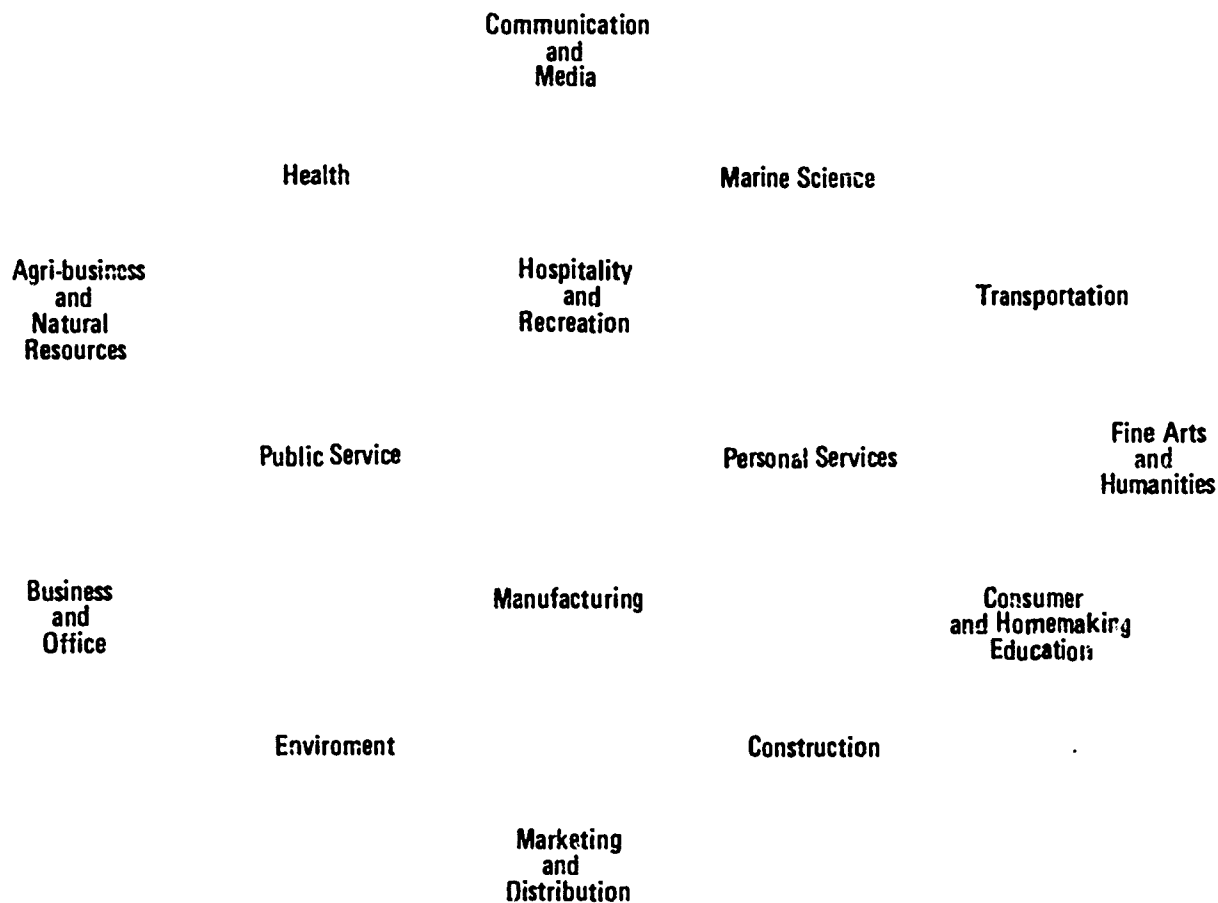 Communication
and
Media
Health
Marine Science
Agri-business
and
Natural
Resources
Hospitality
and
Recreation
Transportation
Public Service
Personal Services
Fine Arts
and
Humanities
Business
and
Office
Manufacturing
Consumer
and Homemaking
Education
Enviroment
Construction
Marketing
and
Distribution